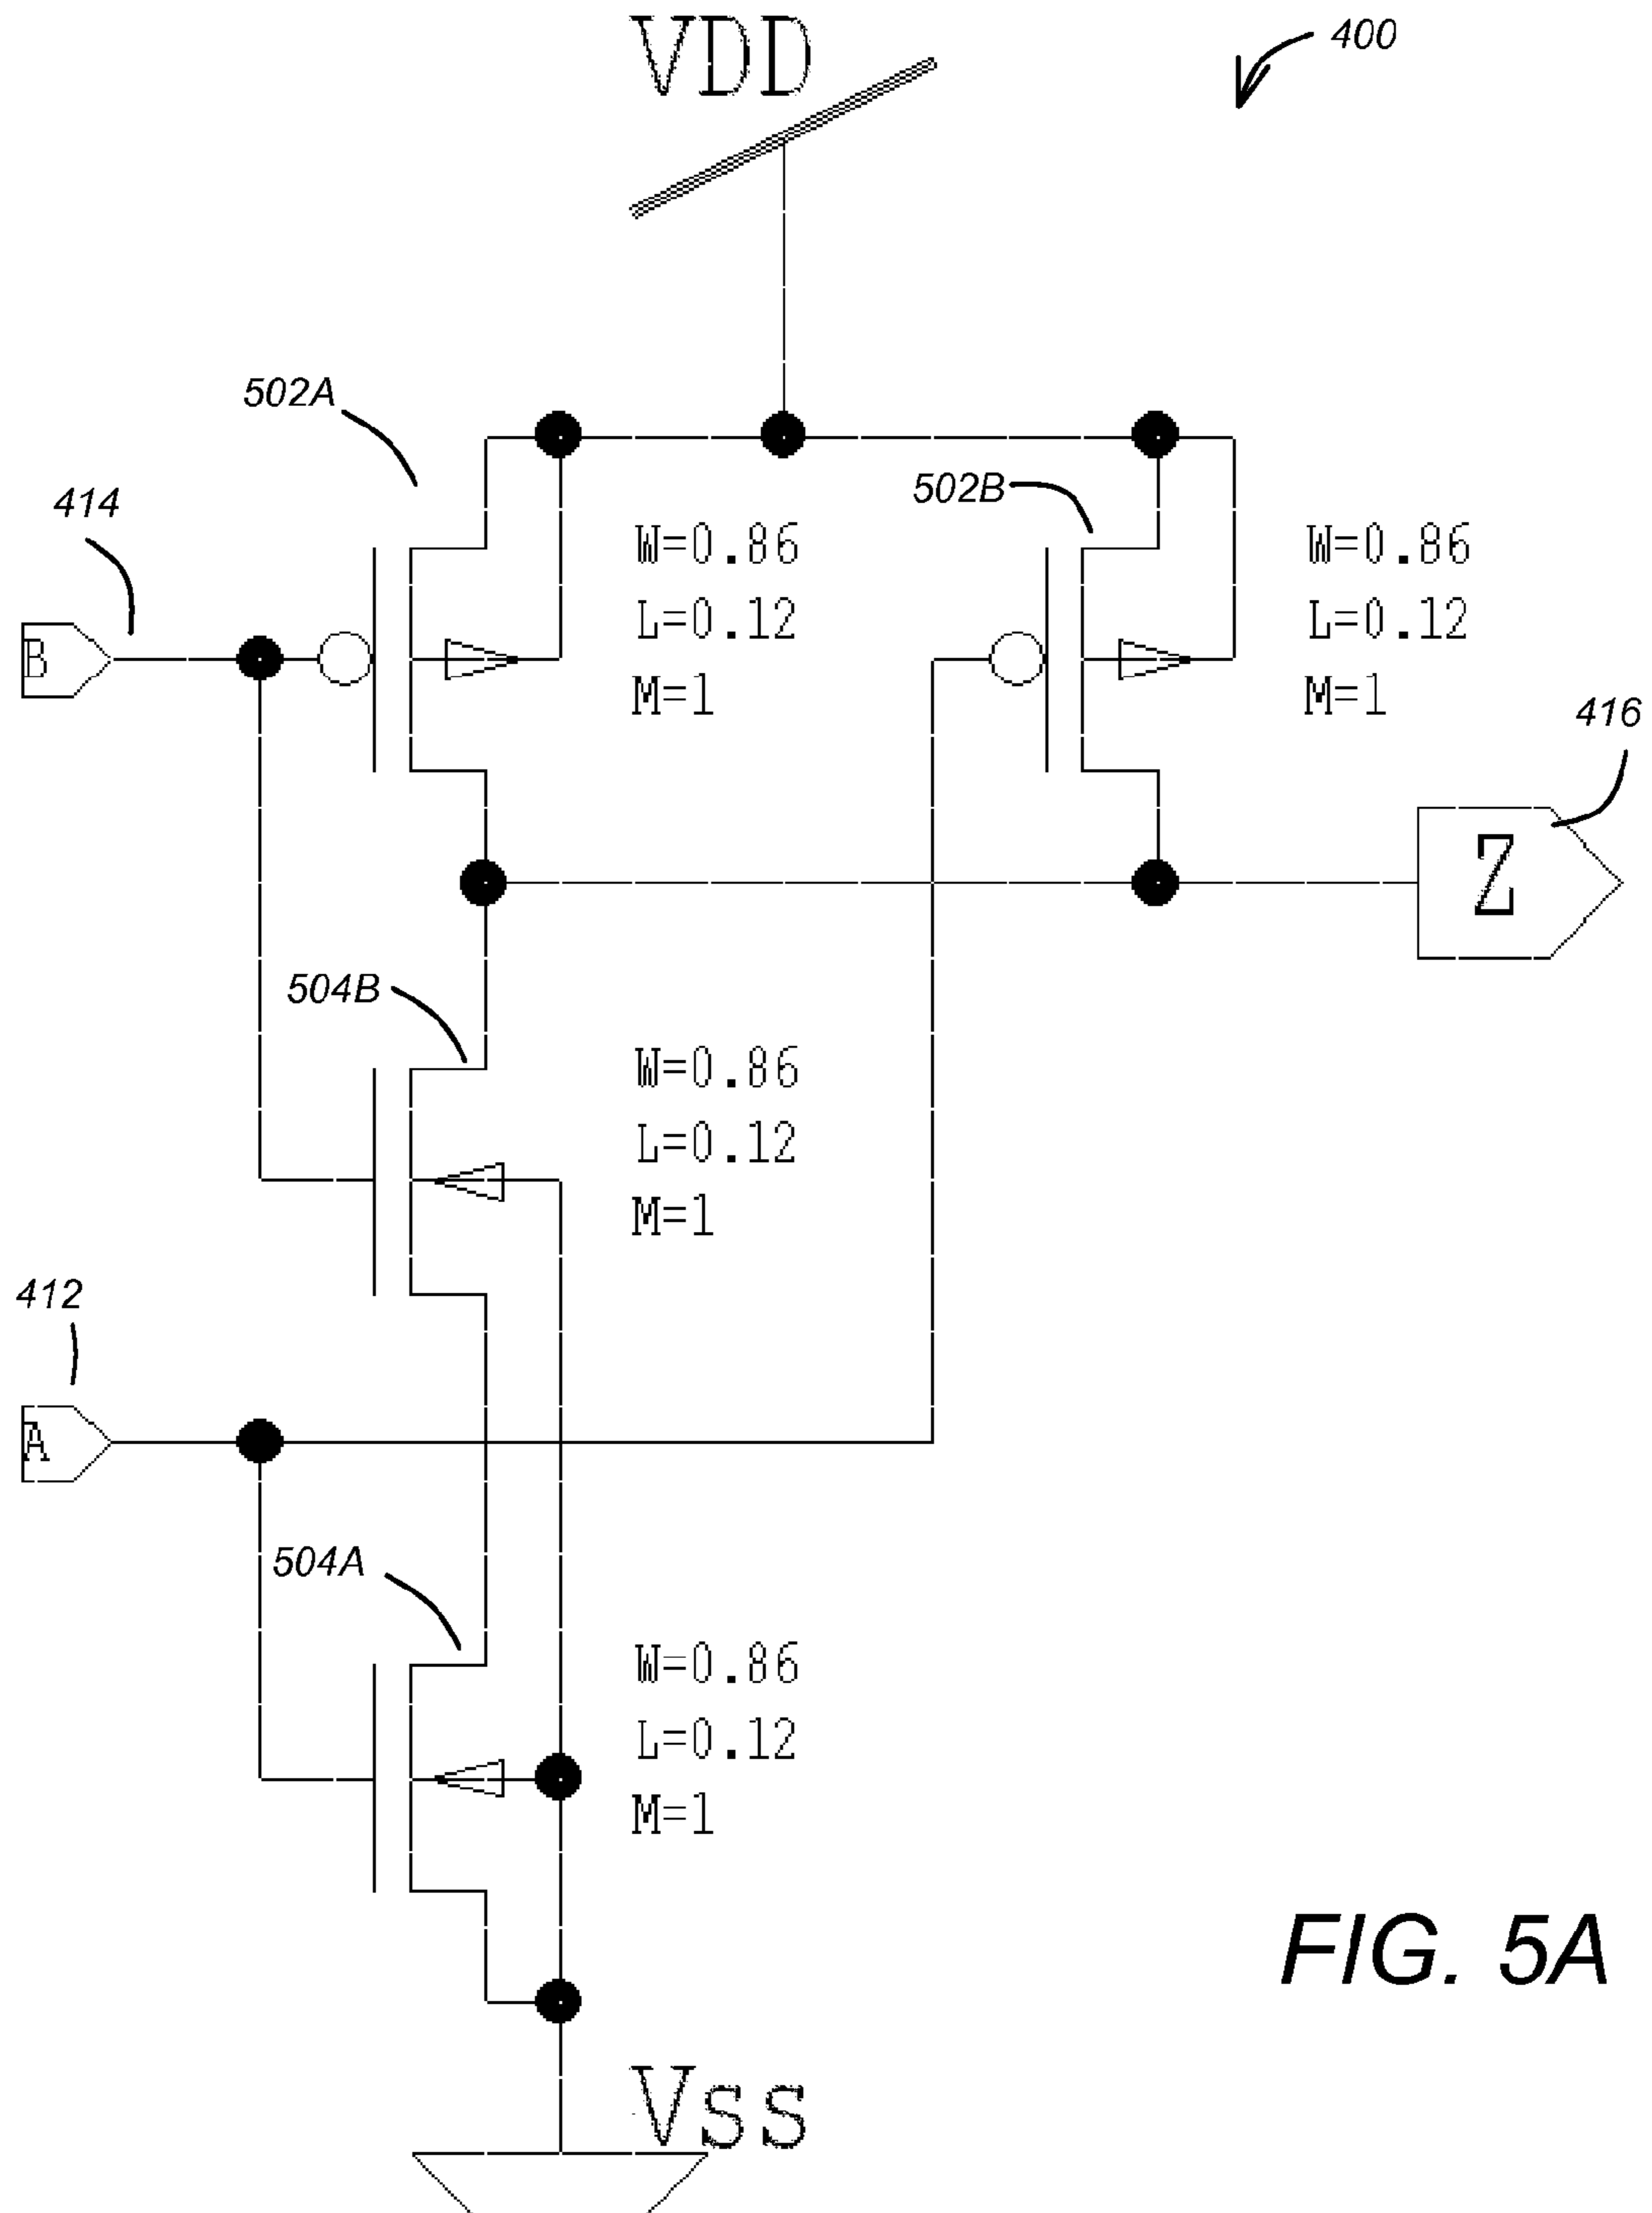 VDD
400
502A
502B
414
W=0.86
L=0.12
M=1
W=0.86
L=0.12
M=1
B
416
Z
504B
W=0.86
L=0.12
M=1
412
A
504A
W=0.86
L=0.12
M=1
FIG. 5A
VSS